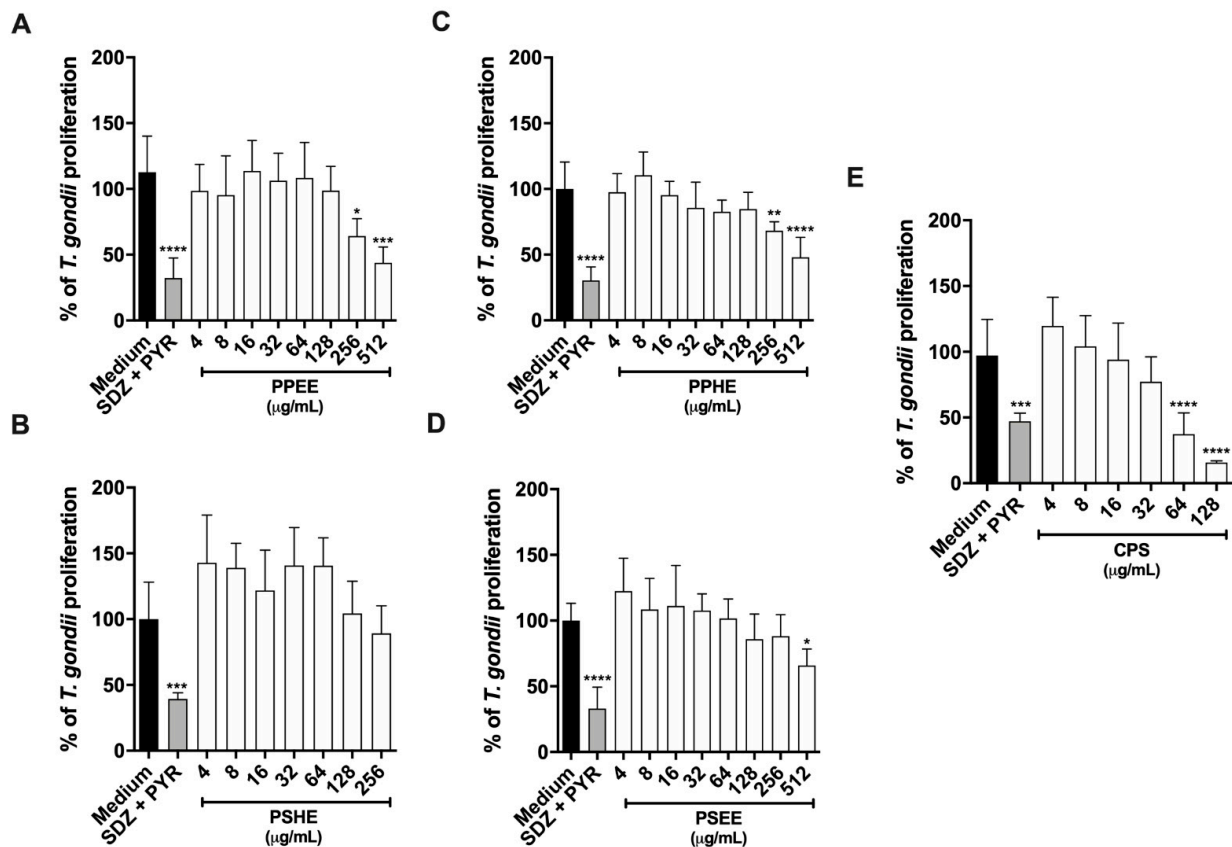 A
% of T. gondii proliferation
200
150
100
50
0
****
*
***
Medium
SDZ + PYR
4
8
16
32
64
128
256
512
PPEE
(µg/mL)
B
% of T. gondii proliferation
200
150
100
50
0
***
Medium
SDZ + PYR
4
8
16
32
64
128
256
PSHE
(µg/mL)
C
% of T. gondii proliferation
200
150
100
50
0
****
**
****
Medium
SDZ + PYR
4
8
16
32
64
128
256
512
PPHE
(µg/mL)
D
% of T. gondii proliferation
200
150
100
50
0
****
*
Medium
SDZ + PYR
4
8
16
32
64
128
256
512
PSEE
(µg/mL)
E
% of T. gondii proliferation
200
150
100
50
0
***
****
****
Medium
SDZ + PYR
4
8
16
32
64
128
CPS
(µg/mL)